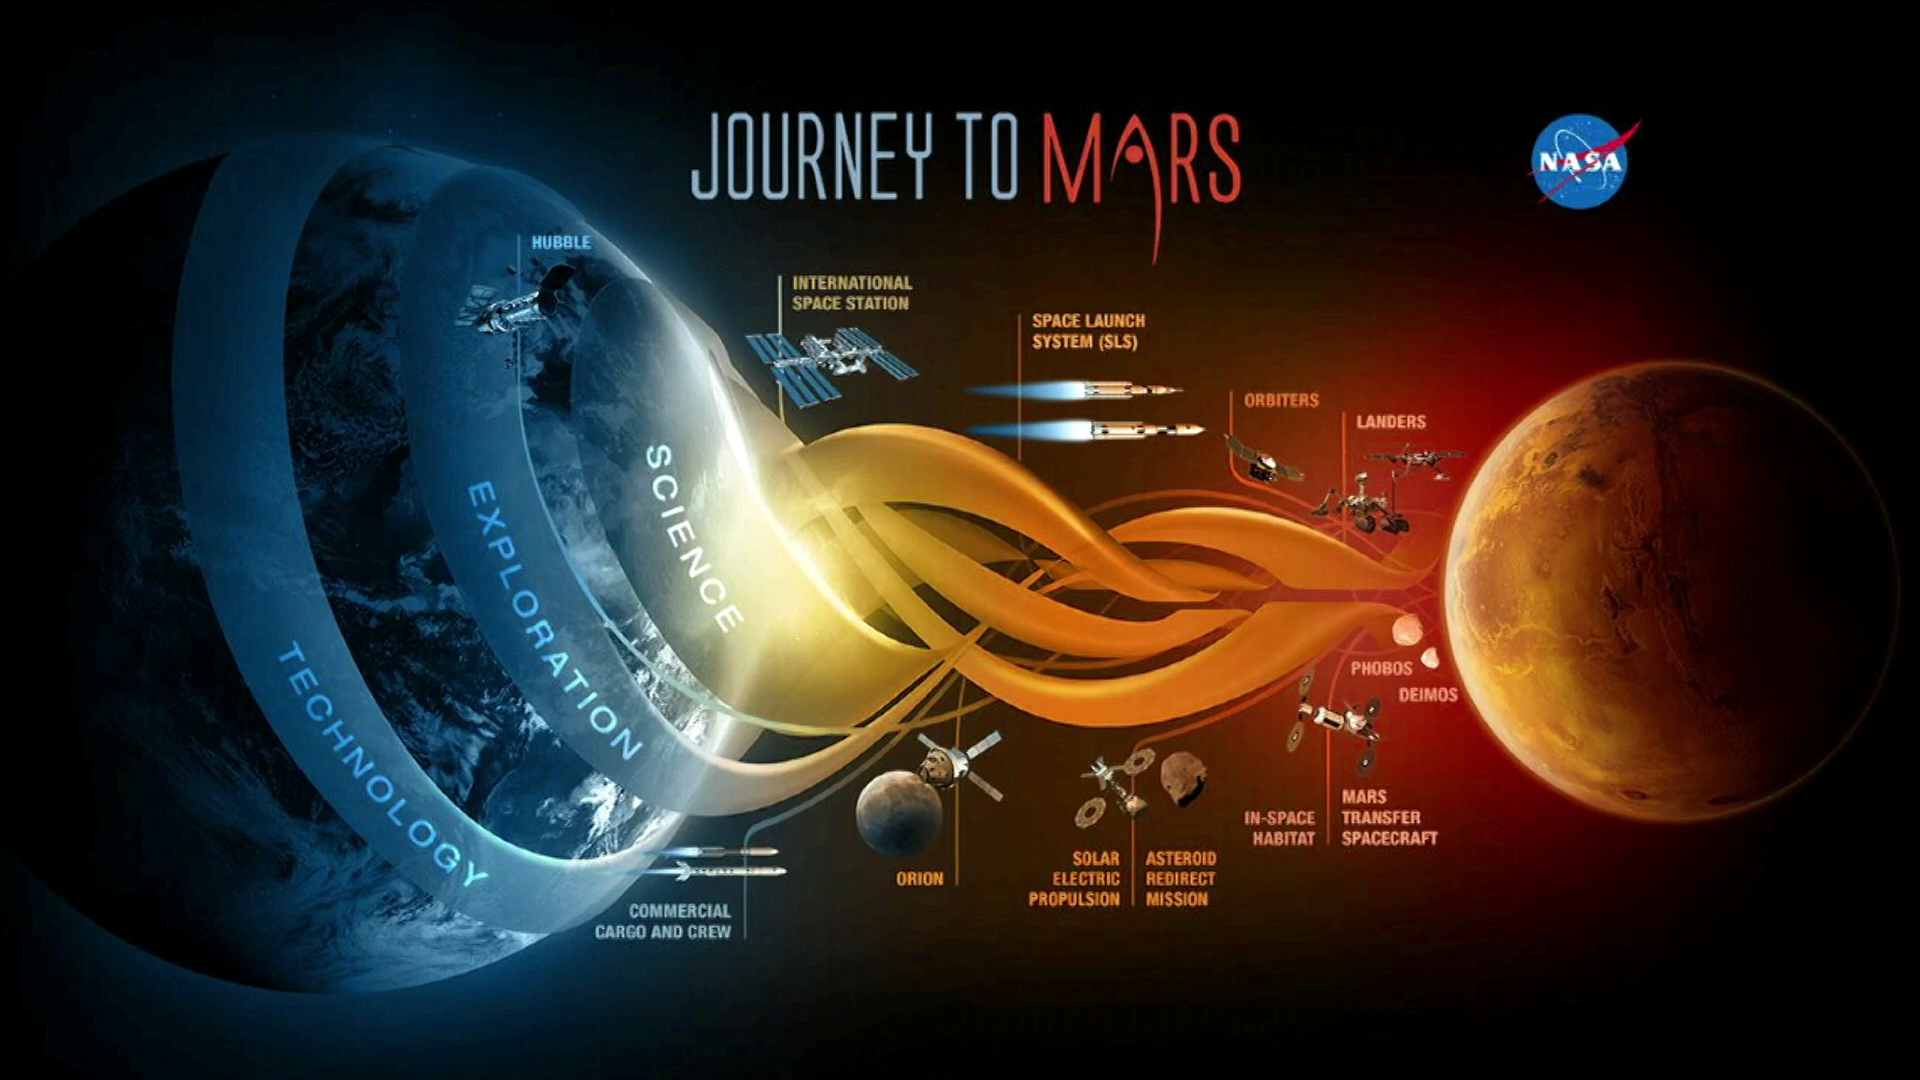 JOURNEY TO MARS
NASA
HUBBLE
INTERNATIONAL
SPACE STATION
SPACE LAUNCH
SYSTEM (SLS)
ORBITERS
LANDERS
SCIENCE
EXPLORATION
TECHNOLOGY
PHOBOS
DEIMOS
COMMERCIAL
CARGO AND CREW
ORION
SOLAR
ELECTRIC
PROPULSION
ASTEROID
REDIRECT
MISSION
IN-SPACE
HABITAT
MARS
TRANSFER
SPACECRAFT